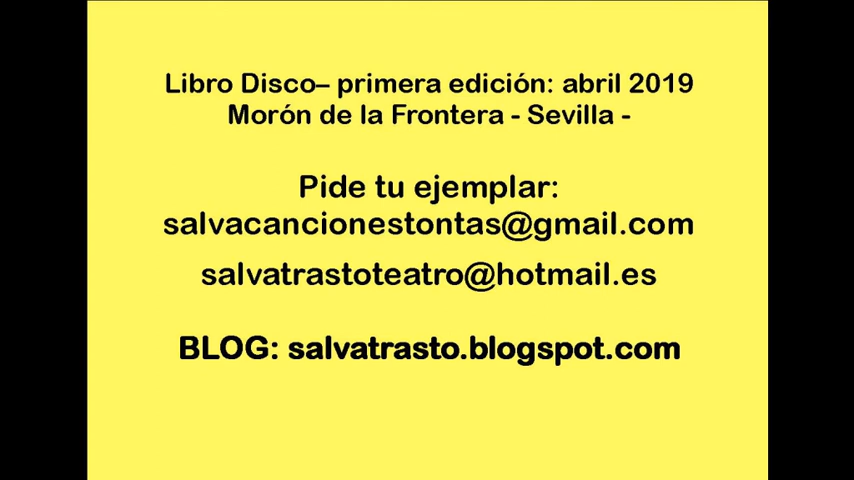 Libro Disco– primera edición: abril 2019
Morón de la Frontera - Sevilla -
Pide tu ejemplar:
salvacancionestontas@gmail.com
salvatrastoteatro@hotmail.es
BLOG: salvatrasto.blogspot.com